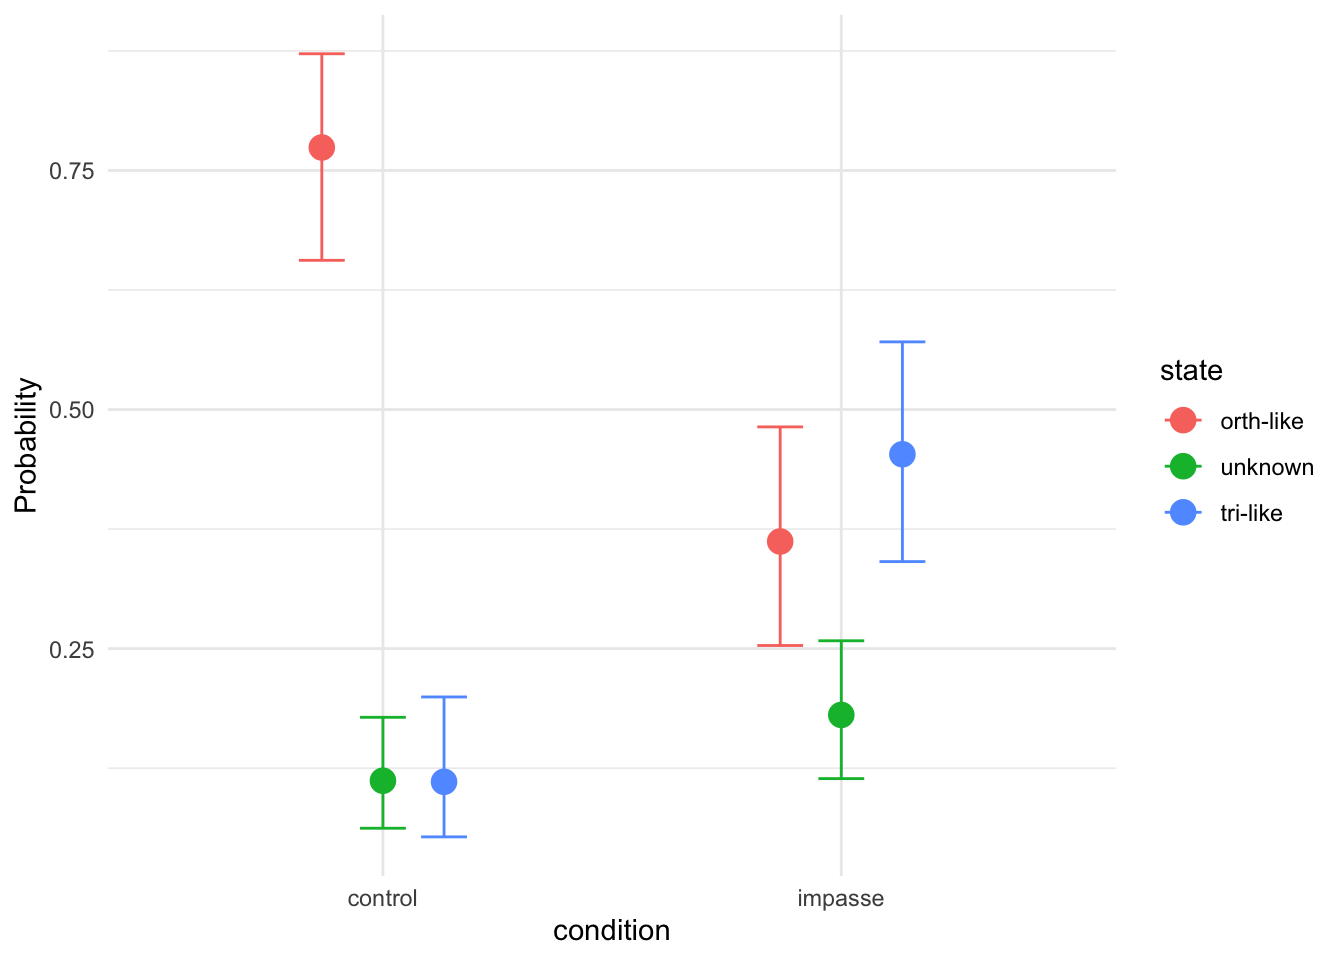 0.75
0.50
0.25
Probability
control
impasse
condition
state
orth-like
unknown
tri-like